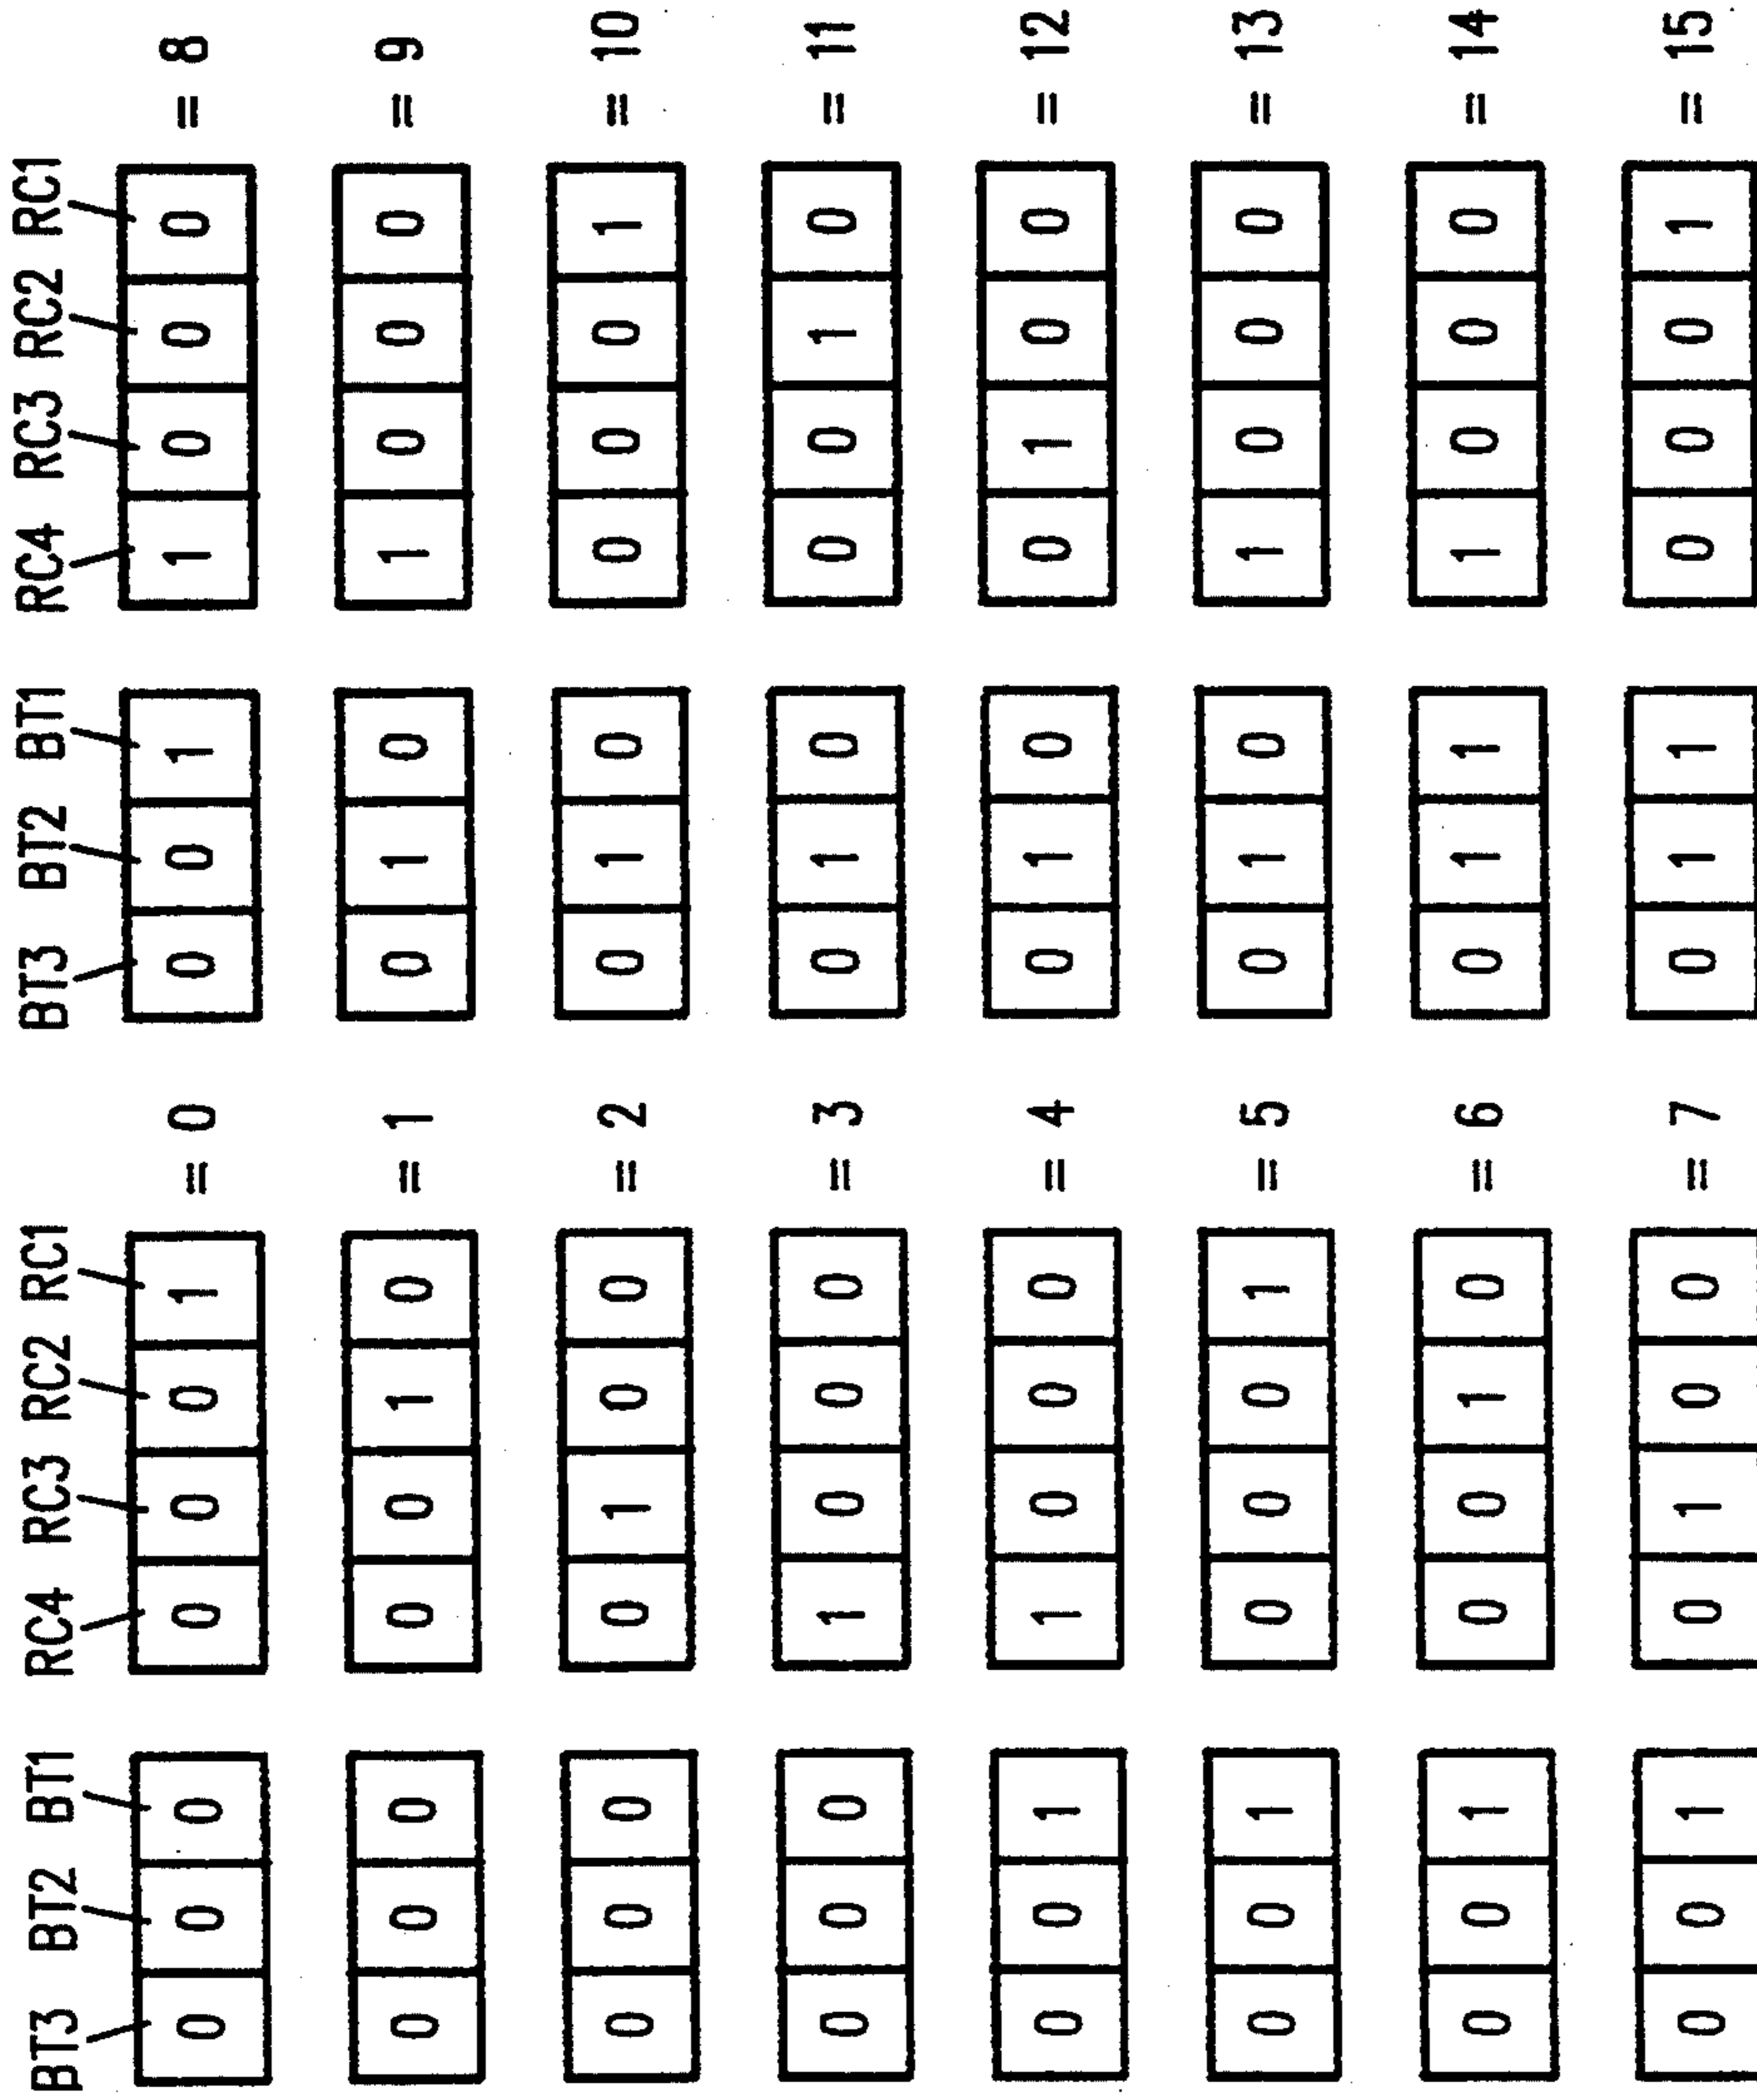 BT3 BT2 BT1 RC4 RC3 RC2 RC1 BT3 BT2 BT1 RC4 RC3 RC2 RC1
0 0 0 0 0 0 1 = 0 0 0 1 1 0 0 0 = 8
0 0 0 0 0 1 0 = 1 0 1 0 1 0 0 0 = 9
0 0 0 0 1 0 0 = 2 0 1 0 0 0 0 1 = 10
0 0 0 1 0 0 0 = 3 0 1 0 0 0 1 0 = 11
0 0 1 1 0 0 0 = 4 0 1 0 0 1 0 0 = 12
0 0 1 0 0 0 1 = 5 0 1 0 1 0 0 0 = 13
0 0 1 0 0 1 0 = 6 0 1 1 1 0 0 0 = 14
0 0 1 0 1 0 0 = 7 0 1 1 0 0 0 1 = 15